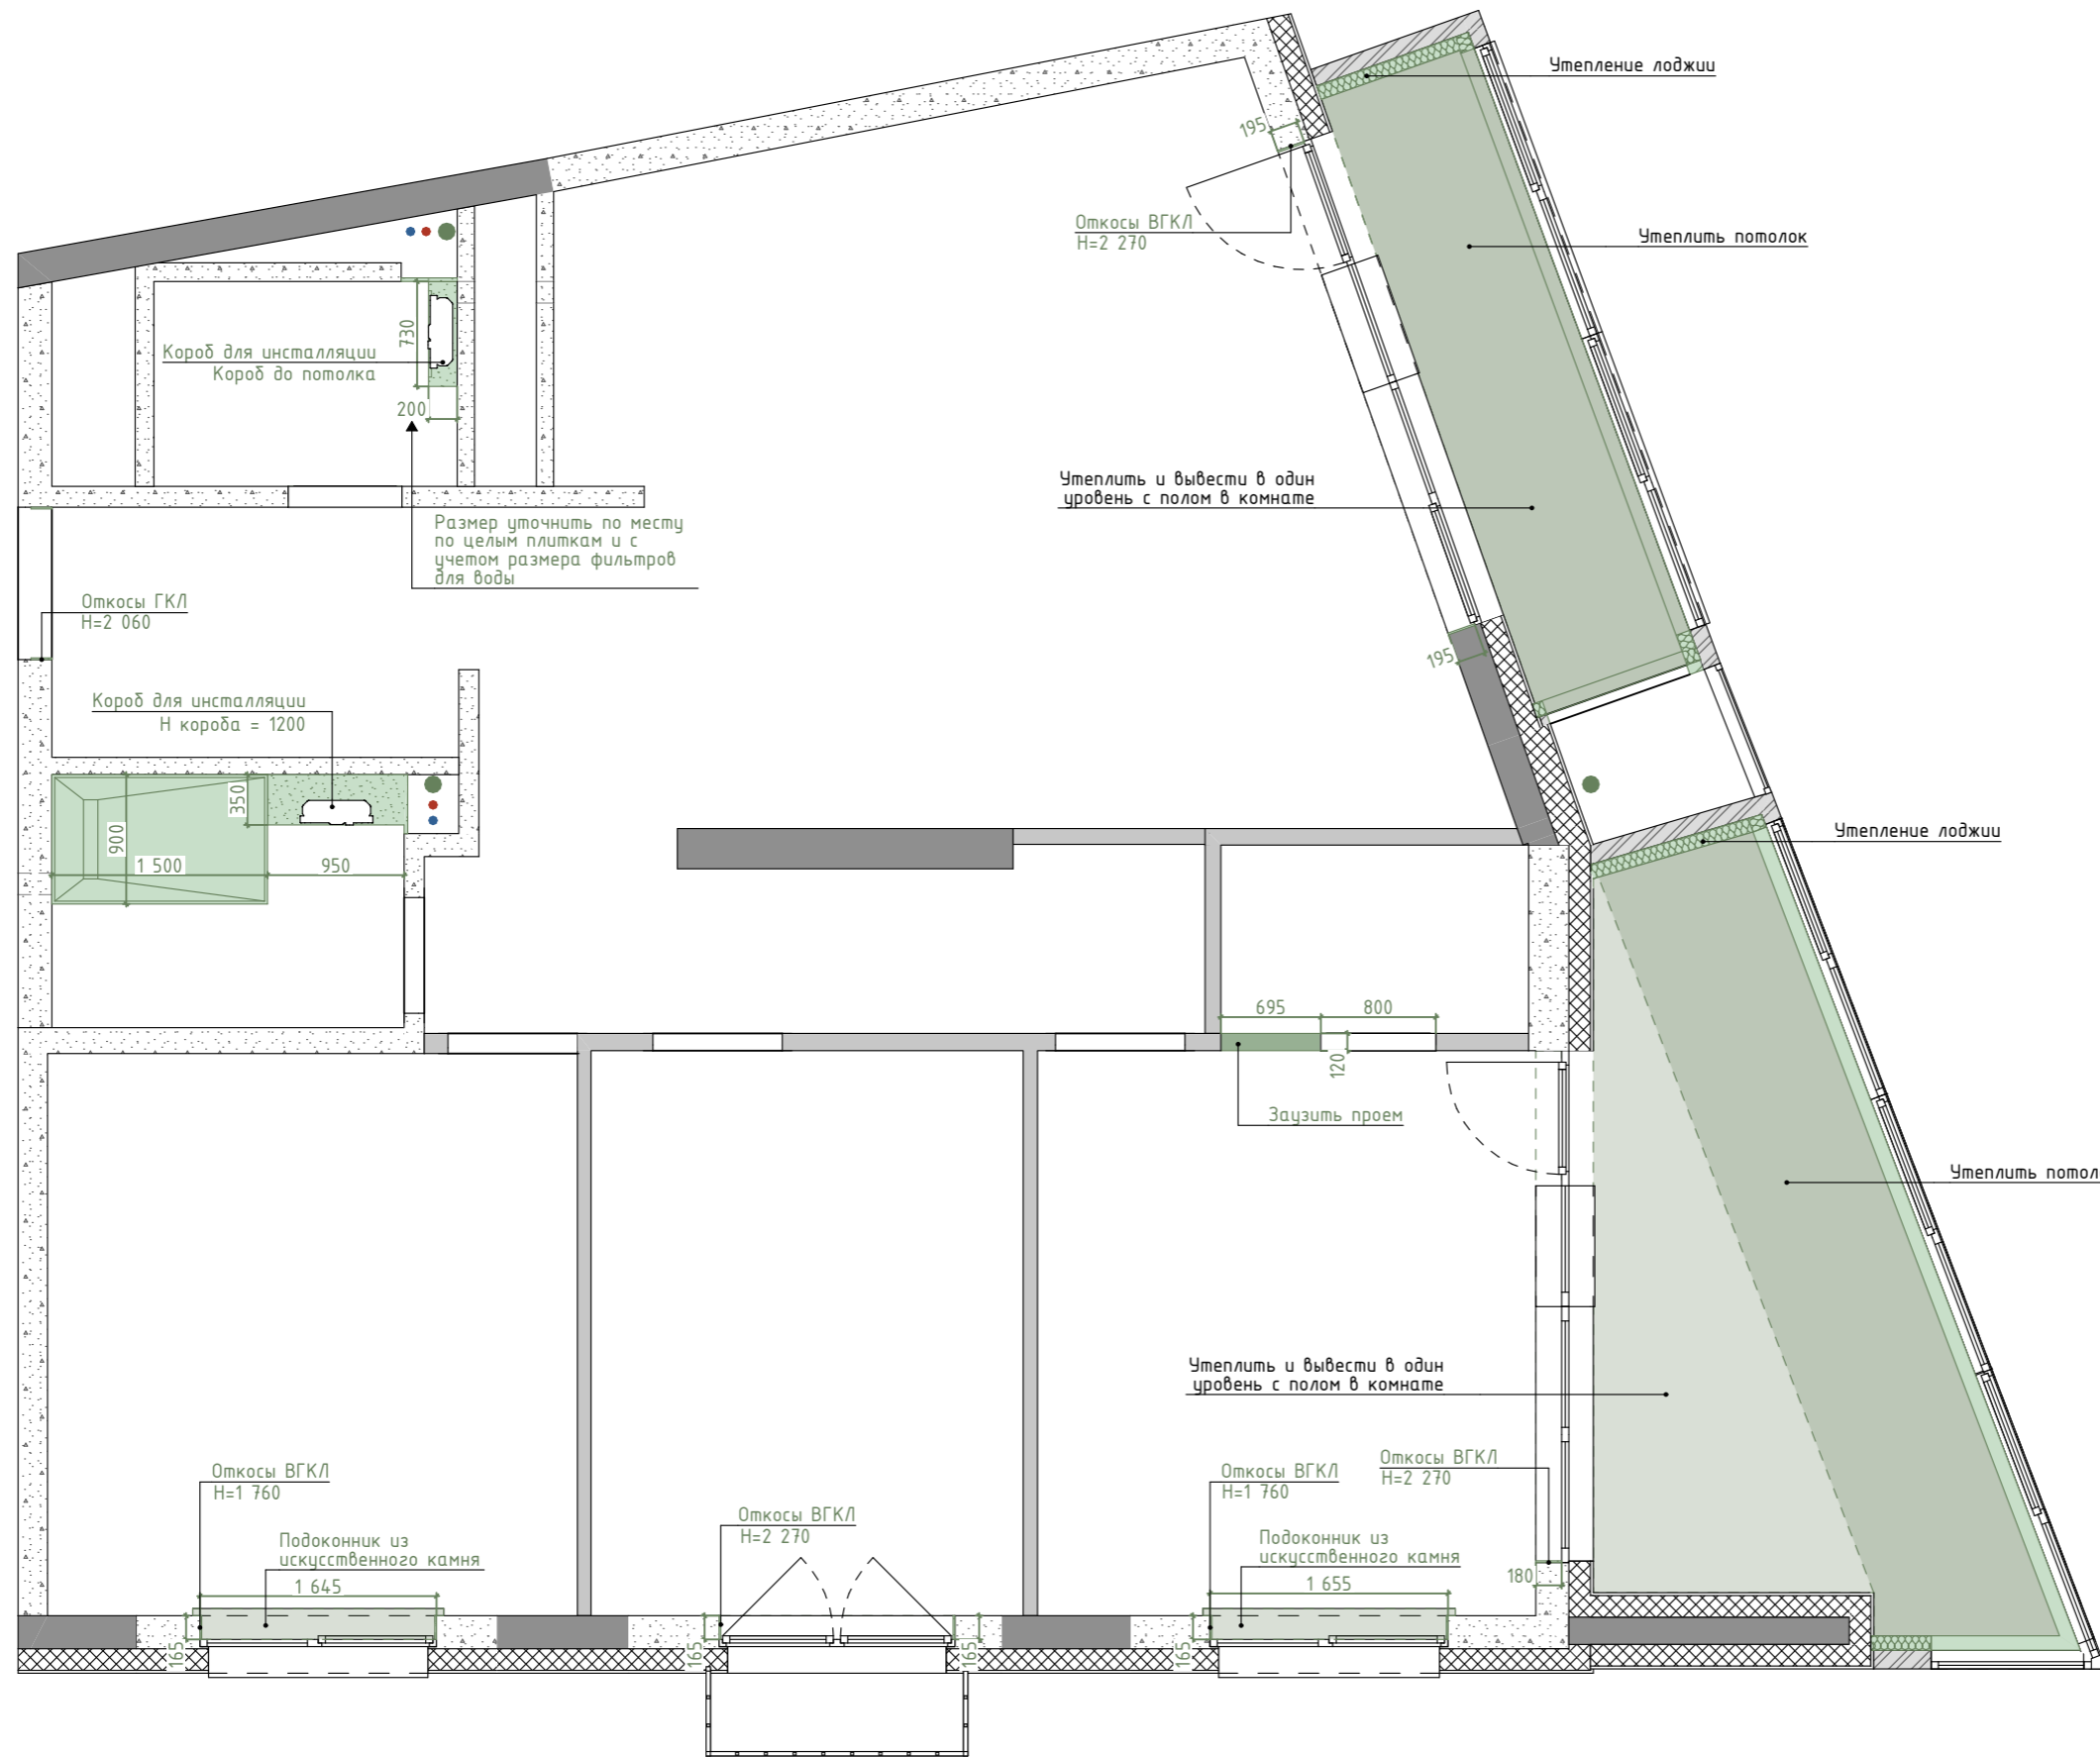 Утепление лоджии
195
Откосы ВГКЛ
Н=2 270
Утеплить потолок
730
Короб для инсталляции
Короб до потолка
200
Утеплить и вывести в один
уровень с полом в комнате
Размер уточнить по месту
по целым плиткам и с
учетом размера фильтров
для воды
Откосы ГКЛ
Н=2 060
195
Короб для инсталляции
Н короба = 1200
350
900
1 500
950
Утепление лоджии
695
800
120
Заузить проем
Утеплить потол
Утеплить и вывести в один
уровень с полом в комнате
Откосы ВГКЛ
Н=1 760
Подоконник из
искусственного камня
1 645
165
Откосы ВГКЛ
Н=2 270
165
165
Откосы ВГКЛ
Н=1 760
Откосы ВГКЛ
Н=2 270
Подоконник из
искусственного камня
1 655
180
165